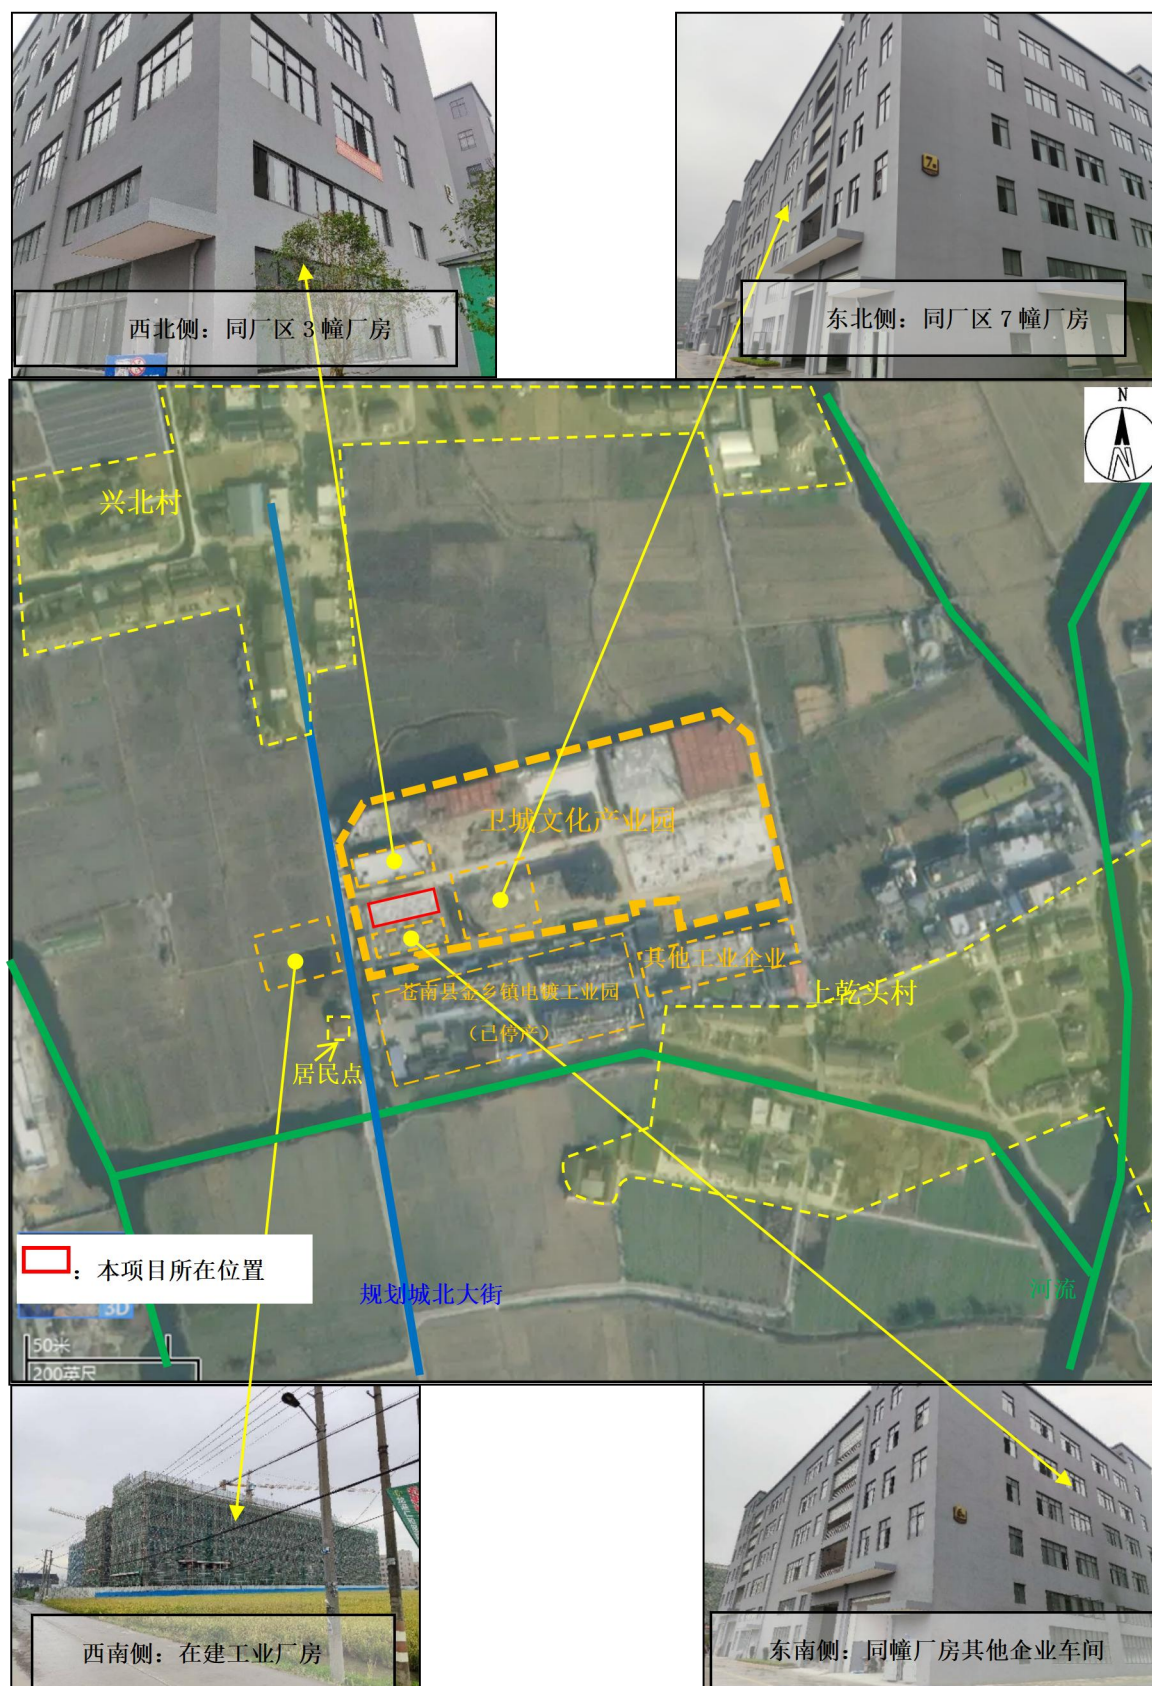 7幢
西北侧：同厂区 3 幢厂房
东北侧：同厂区 7 幢厂房
N
兴北村
卫城文化产业园
其他工业企业
苍南县金乡镇电镀工业园
（已停产）
上乾头村
居民点
：本项目所在位置
规划城北大街
河流
3D
50米
200英尺
西南侧：在建工业厂房
东南侧：同幢厂房其他企业车间